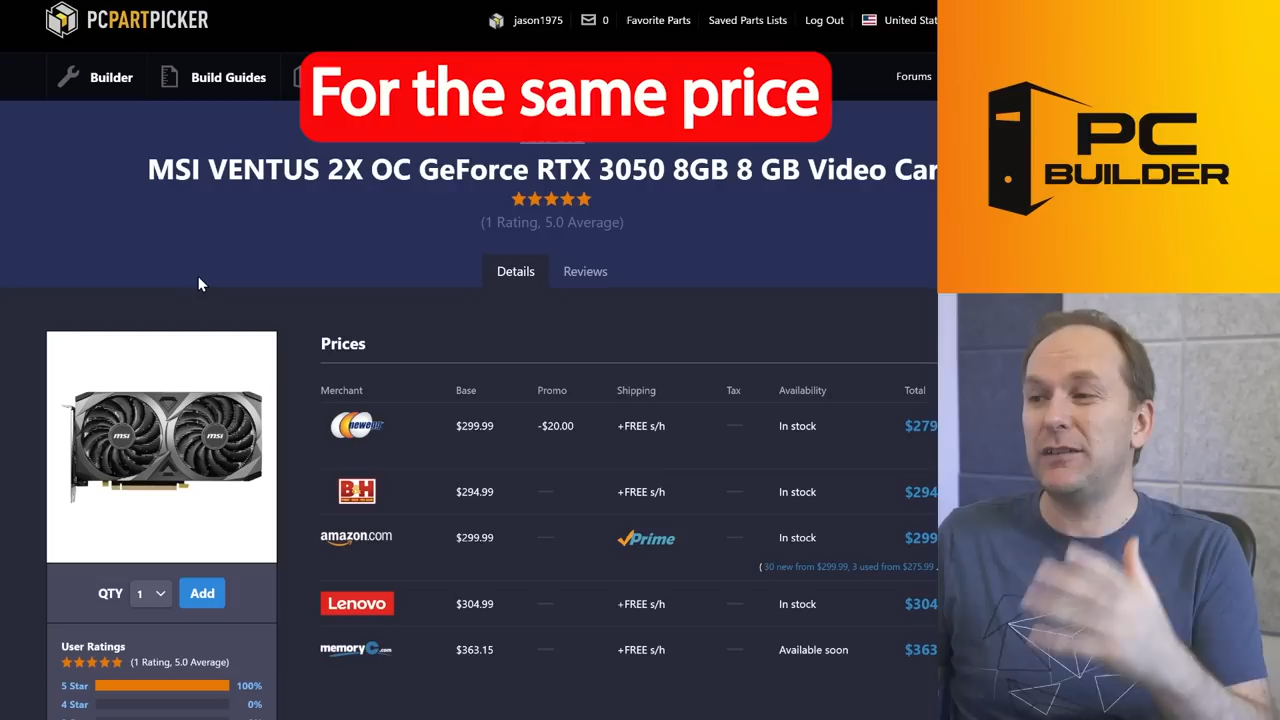 PCPARTPICKER
jason1975 0 Favorite Parts Saved Parts Lists Log Out United Stat
Builder Build Guides Forums
For the same price
MSI VENTUS 2X OC GeForce RTX 3050 8GB 8 GB Video Car
(1 Rating, 5.0 Average)
Details Reviews
PC
BUILDER
Prices
Merchant Base Promo Shipping Tax Availability Total
newegg $299.99 -$20.00 +FREE s/h — In stock $279
B&H $294.99 — +FREE s/h — In stock $294
amazon.com $299.99 — Prime — In stock $299
( 30 new from $299.99, 3 used from $275.99
Lenovo $304.99 — +FREE s/h — In stock $304
memoryC.com $363.15 — +FREE s/h — Available soon $363
msi msi
QTY 1 Add
User Ratings
(1 Rating, 5.0 Average)
5 Star 100%
4 Star 0%